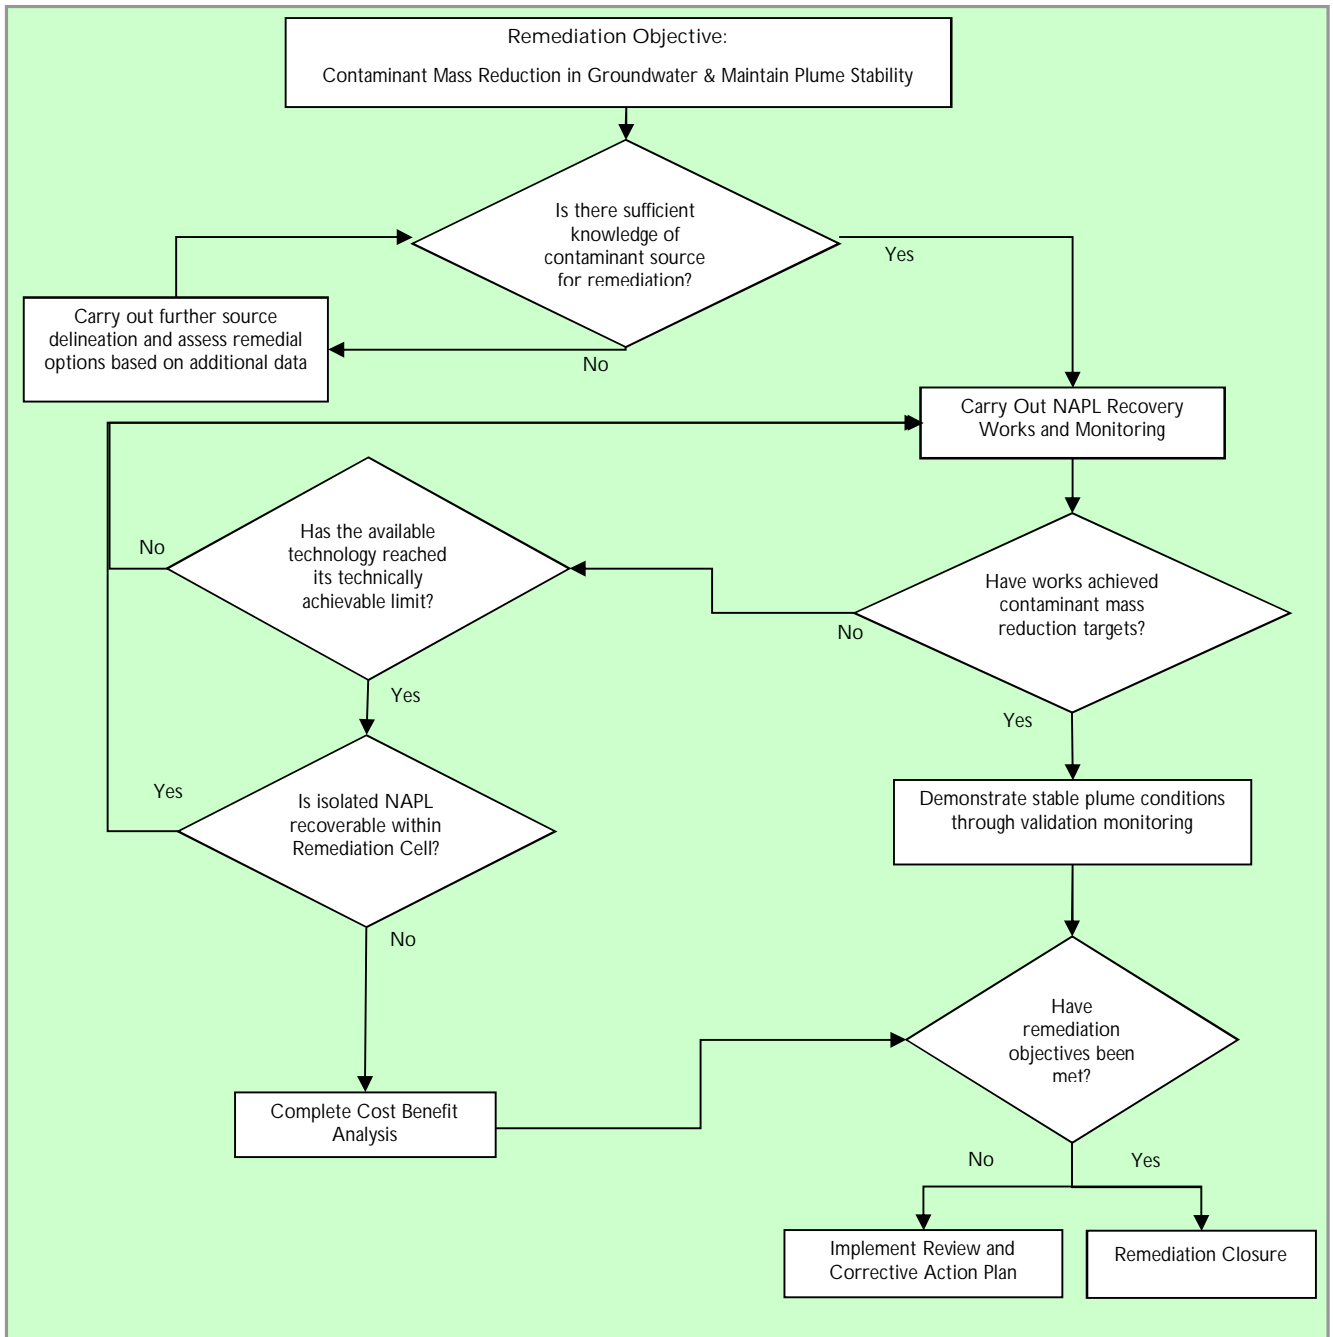 Remediation Objective:
Contaminant Mass Reduction in Groundwater & Maintain Plume Stability
Is there sufficient
knowledge of
contaminant source
for remediation?
Yes
No
Carry out further source
delineation and assess remedial
options based on additional data
Carry Out NAPL Recovery
Works and Monitoring
Has the available
technology reached
its technically
achievable limit?
No
Yes
Have works achieved
contaminant mass
reduction targets?
No
Yes
Is isolated NAPL
recoverable within
Remediation Cell?
Yes
No
Demonstrate stable plume conditions
through validation monitoring
Have
remediation
objectives been
met?
Complete Cost Benefit
Analysis
No
Yes
Implement Review and
Corrective Action Plan
Remediation Closure